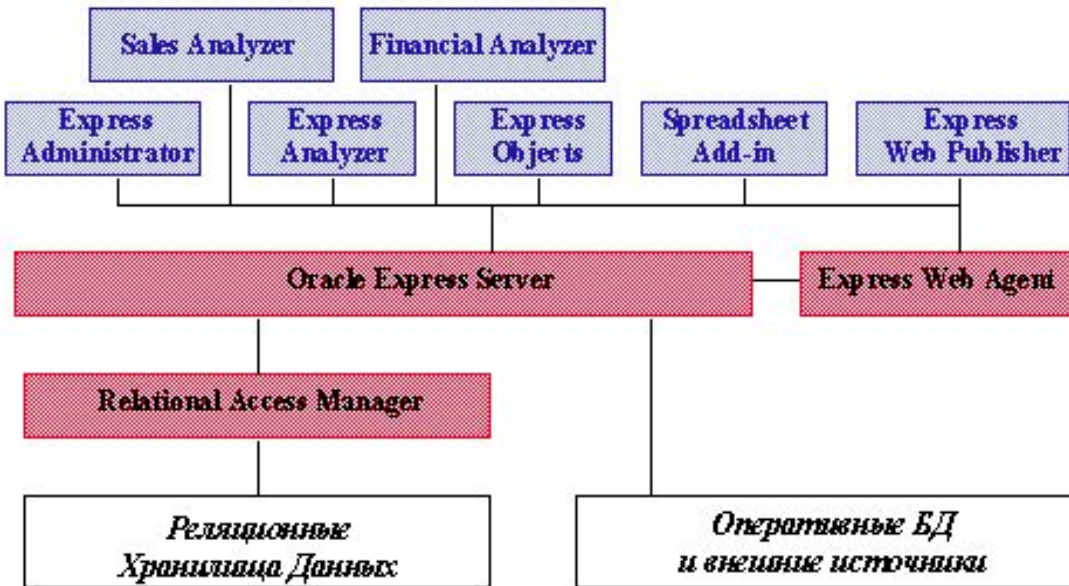 Sales Analyzer
Financial Analyzer
Express
Administrator
Express
Analyzer
Express
Objects
Spreadsheet
Add-in
Express
Web Publisher
Oracle Express Server
Express Web Agent
Relational Access Manager
Реляционные
Хранилища Данных
Оперативные БД
и внешние источники